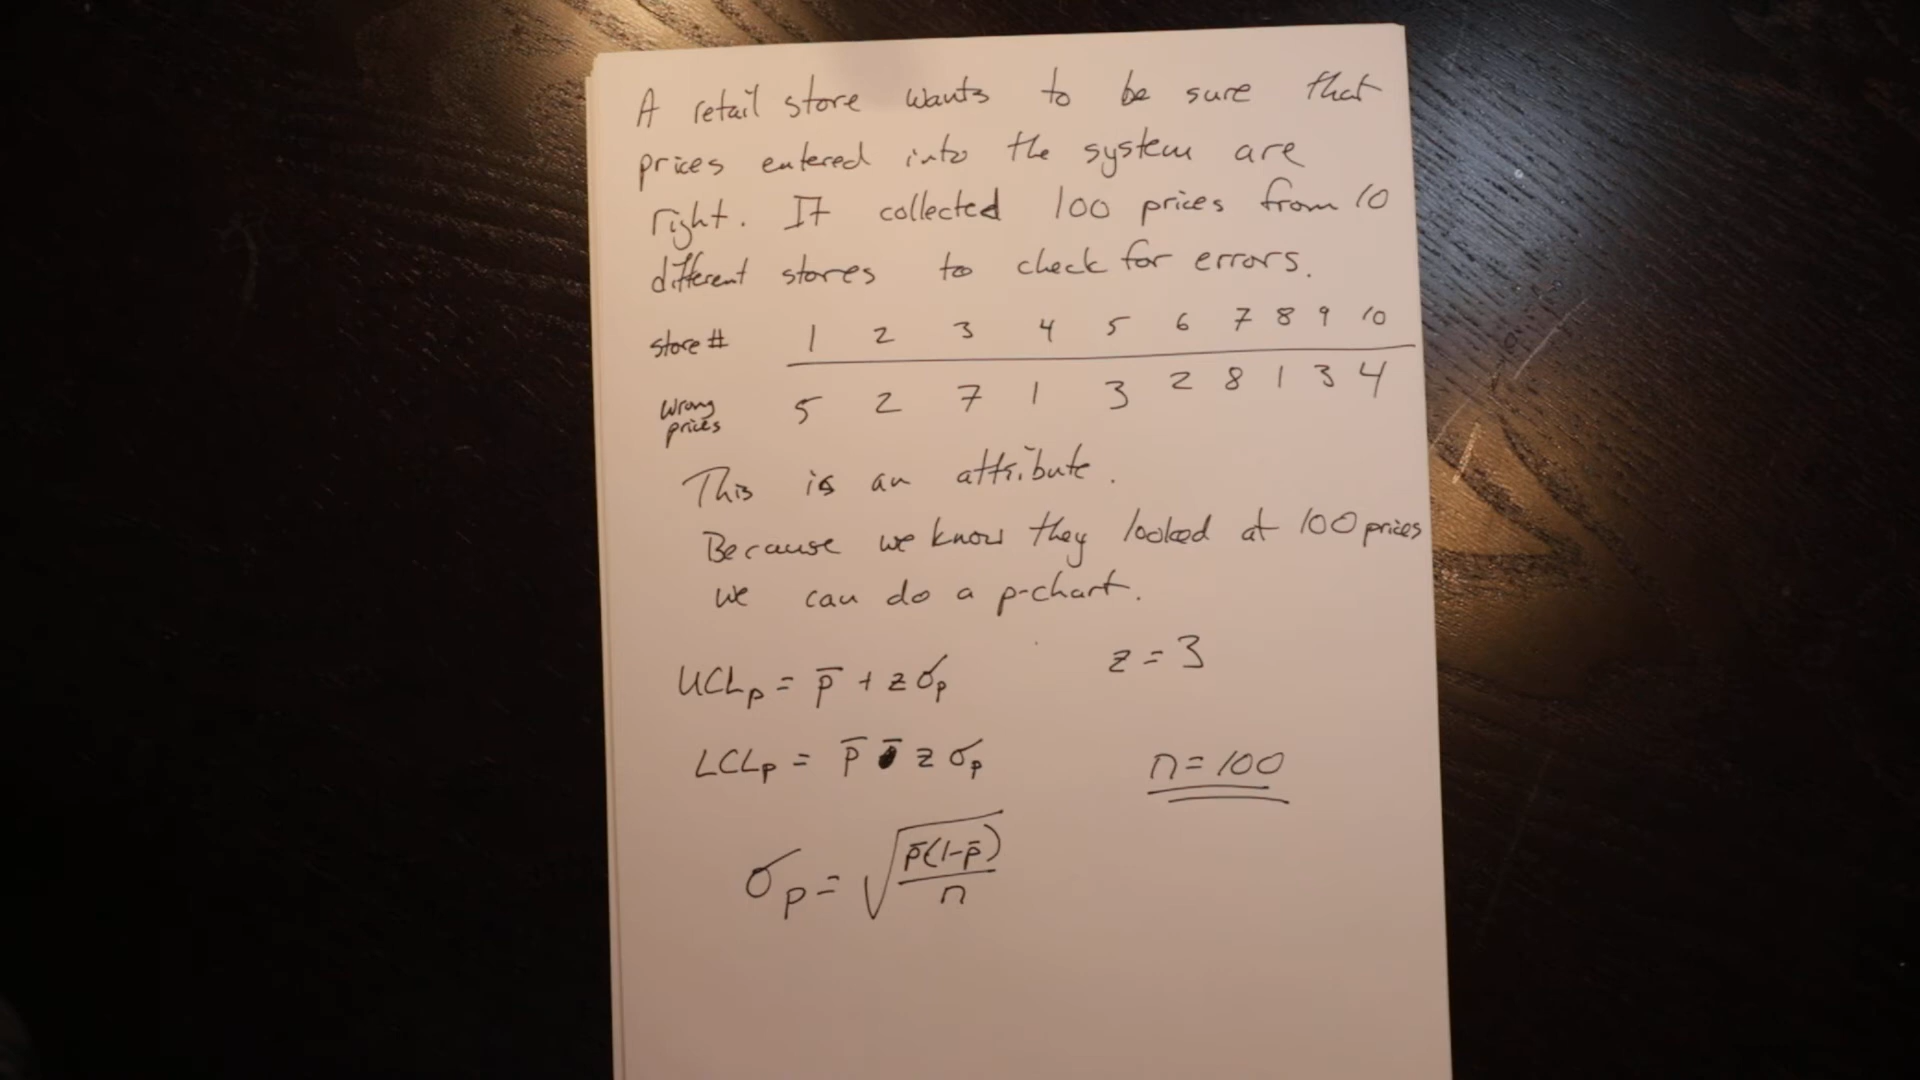 A retail store wants to be sure that
prices entered into the system are
right. It collected 100 prices from 10
different stores to check for errors.
store # 1 2 3 4 5 6 7 8 9 10
wrong prices 5 2 7 1 3 2 8 1 3 4
This is an attribute.
Because we know they looked at 100 prices
we can do a p-chart.
UCLₚ = p̅ + zσₚ z = 3
LCLₚ = p̅ - zσₚ n = 100
σₚ = √(p̅(1-p̅)/n)